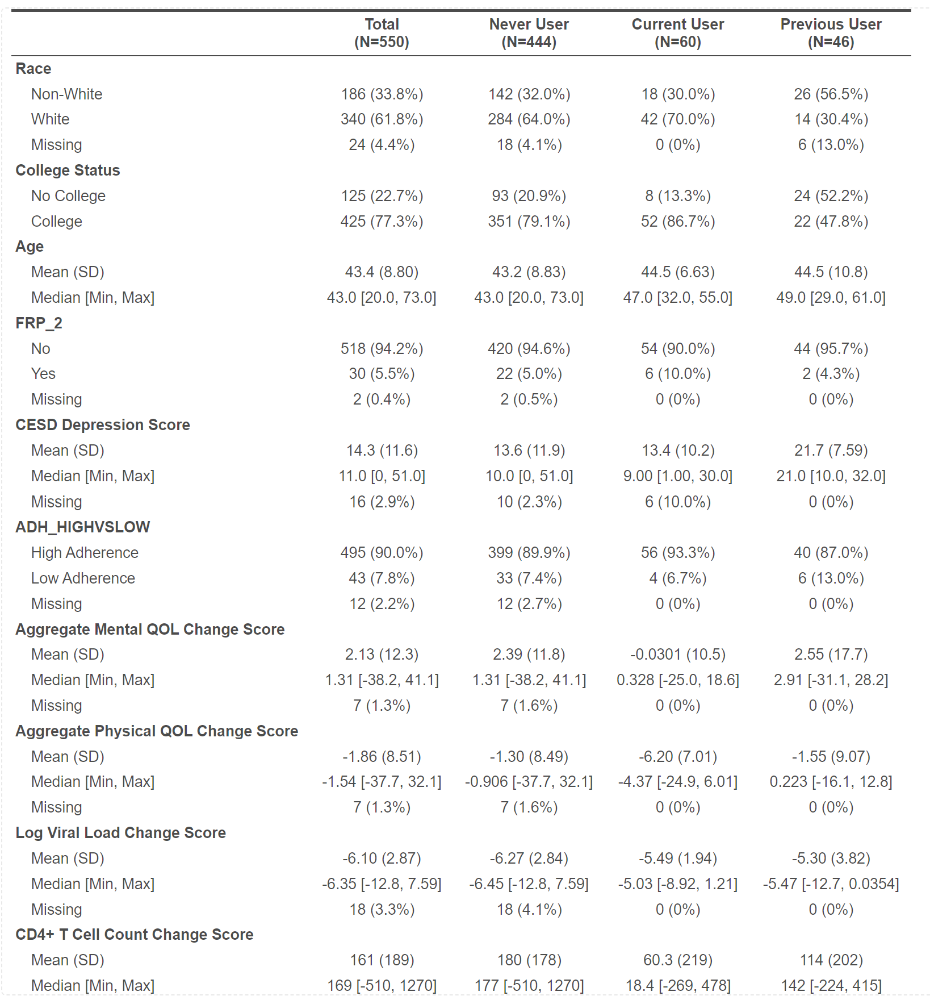 Total Never User Current User Previous User
(N=550) (N=444) (N=60) (N=46)
Race
Non-White 186 (33.8%) 142 (32.0%) 18 (30.0%) 26 (56.5%)
White 340 (61.8%) 284 (64.0%) 42 (70.0%) 14 (30.4%)
Missing 24 (4.4%) 18 (4.1%) 0 (0%) 6 (13.0%)
College Status
No College 125 (22.7%) 93 (20.9%) 8 (13.3%) 24 (52.2%)
College 425 (77.3%) 351 (79.1%) 52 (86.7%) 22 (47.8%)
Age
Mean (SD) 43.4 (8.80) 43.2 (8.83) 44.5 (6.63) 44.5 (10.8)
Median [Min, Max] 43.0 [20.0, 73.0] 43.0 [20.0, 73.0] 47.0 [32.0, 55.0] 49.0 [29.0, 61.0]
FRP_2
No 518 (94.2%) 420 (94.6%) 54 (90.0%) 44 (95.7%)
Yes 30 (5.5%) 22 (5.0%) 6 (10.0%) 2 (4.3%)
Missing 2 (0.4%) 2 (0.5%) 0 (0%) 0 (0%)
CESD Depression Score
Mean (SD) 14.3 (11.6) 13.6 (11.9) 13.4 (10.2) 21.7 (7.59)
Median [Min, Max] 11.0 [0, 51.0] 10.0 [0, 51.0] 9.00 [1.00, 30.0] 21.0 [10.0, 32.0]
Missing 16 (2.9%) 10 (2.3%) 6 (10.0%) 0 (0%)
ADH_HIGHVSLOW
High Adherence 495 (90.0%) 399 (89.9%) 56 (93.3%) 40 (87.0%)
Low Adherence 43 (7.8%) 33 (7.4%) 4 (6.7%) 6 (13.0%)
Missing 12 (2.2%) 12 (2.7%) 0 (0%) 0 (0%)
Aggregate Mental QOL Change Score
Mean (SD) 2.13 (12.3) 2.39 (11.8) -0.0301 (10.5) 2.55 (17.7)
Median [Min, Max] 1.31 [-38.2, 41.1] 1.31 [-38.2, 41.1] 0.328 [-25.0, 18.6] 2.91 [-31.1, 28.2]
Missing 7 (1.3%) 7 (1.6%) 0 (0%) 0 (0%)
Aggregate Physical QOL Change Score
Mean (SD) -1.86 (8.51) -1.30 (8.49) -6.20 (7.01) -1.55 (9.07)
Median [Min, Max] -1.54 [-37.7, 32.1] -0.906 [-37.7, 32.1] -4.37 [-24.9, 6.01] 0.223 [-16.1, 12.8]
Missing 7 (1.3%) 7 (1.6%) 0 (0%) 0 (0%)
Log Viral Load Change Score
Mean (SD) -6.10 (2.87) -6.27 (2.84) -5.49 (1.94) -5.30 (3.82)
Median [Min, Max] -6.35 [-12.8, 7.59] -6.45 [-12.8, 7.59] -5.03 [-8.92, 1.21] -5.47 [-12.7, 0.0354]
Missing 18 (3.3%) 18 (4.1%) 0 (0%) 0 (0%)
CD4+ T Cell Count Change Score
Mean (SD) 161 (189) 180 (178) 60.3 (219) 114 (202)
Median [Min, Max] 169 [-510, 1270] 177 [-510, 1270] 18.4 [-269, 478] 142 [-224, 415]